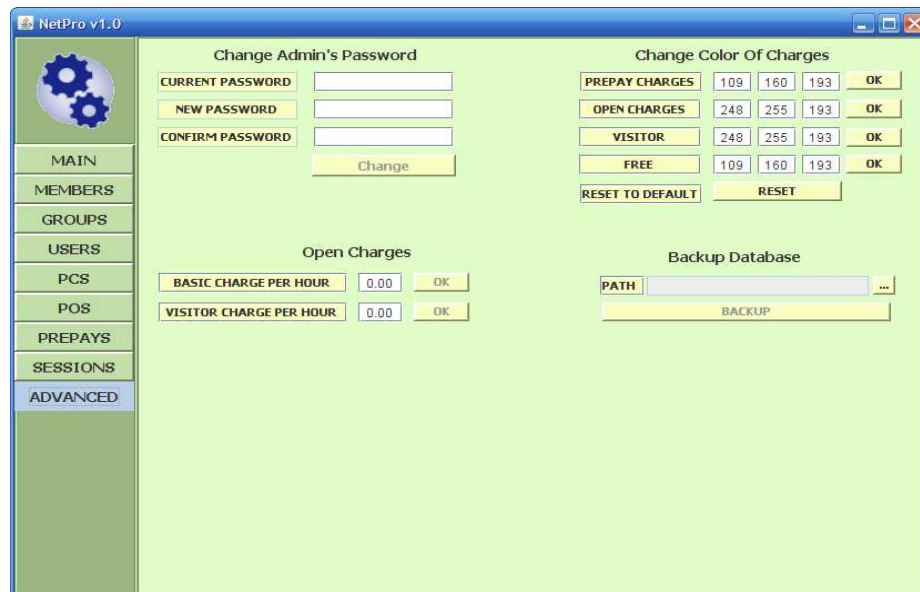 NetPro v1.0
MAIN
MEMBERS
GROUPS
USERS
PCS
POS
PREPAYS
SESSIONS
ADVANCED
Change Admin's Password
CURRENT PASSWORD
NEW PASSWORD
CONFIRM PASSWORD
Change
Change Color Of Charges
PREPAY CHARGES 109 160 193 OK
OPEN CHARGES 248 255 193 OK
VISITOR 248 255 193 OK
FREE 109 160 193 OK
RESET TO DEFAULT RESET
Open Charges
BASIC CHARGE PER HOUR 0.00 OK
VISITOR CHARGE PER HOUR 0.00 OK
Backup Database
PATH ...
BACKUP